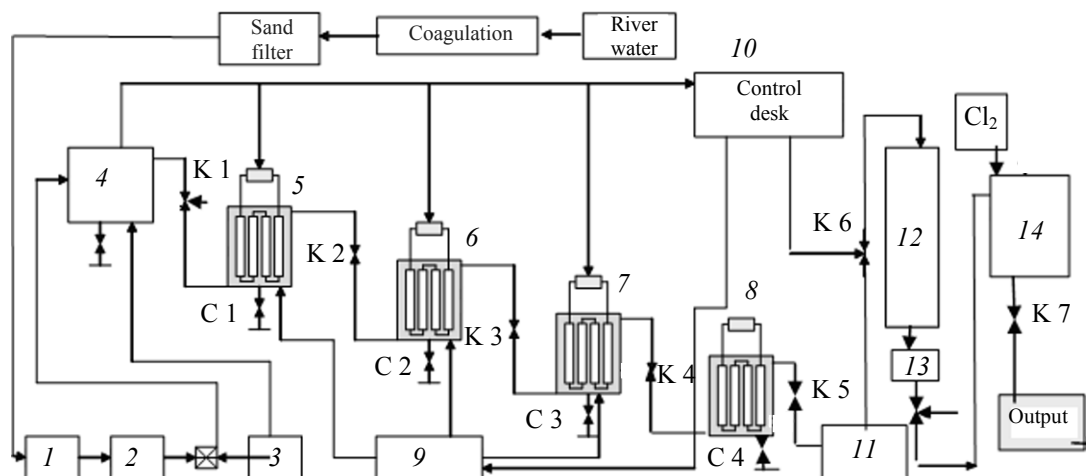 Sand
filter
Coagulation
River
water
10
Control
desk
Cl₂
4
K 1
5
K 2
6
K 6
12
14
7
8
K 7
C 1
K 3
C 2
K 4
13
K 5
C 3
Output
C 4
1
2
3
9
11